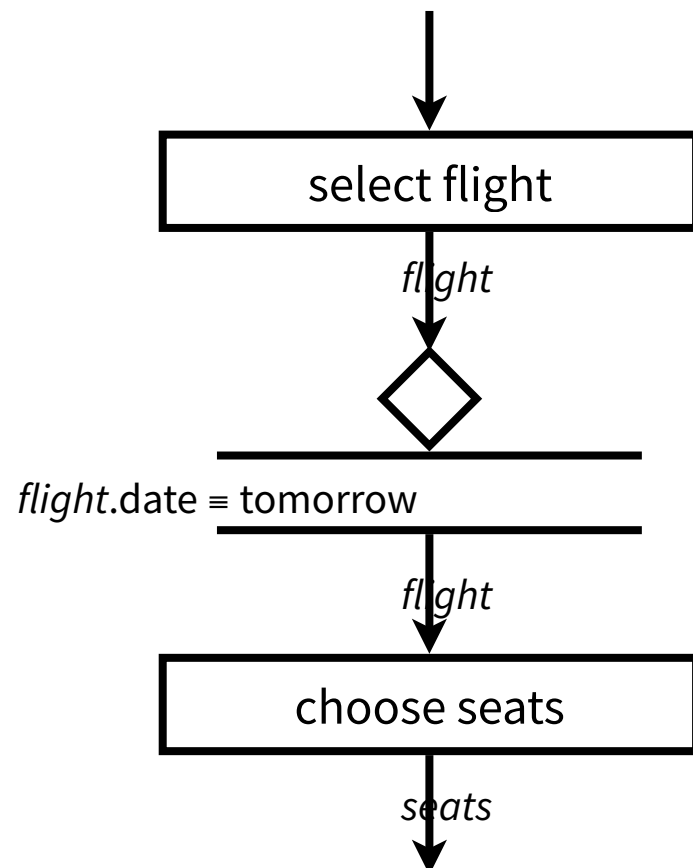 select flight
flight
flight.date ≡ tomorrow
flight
choose seats
seats